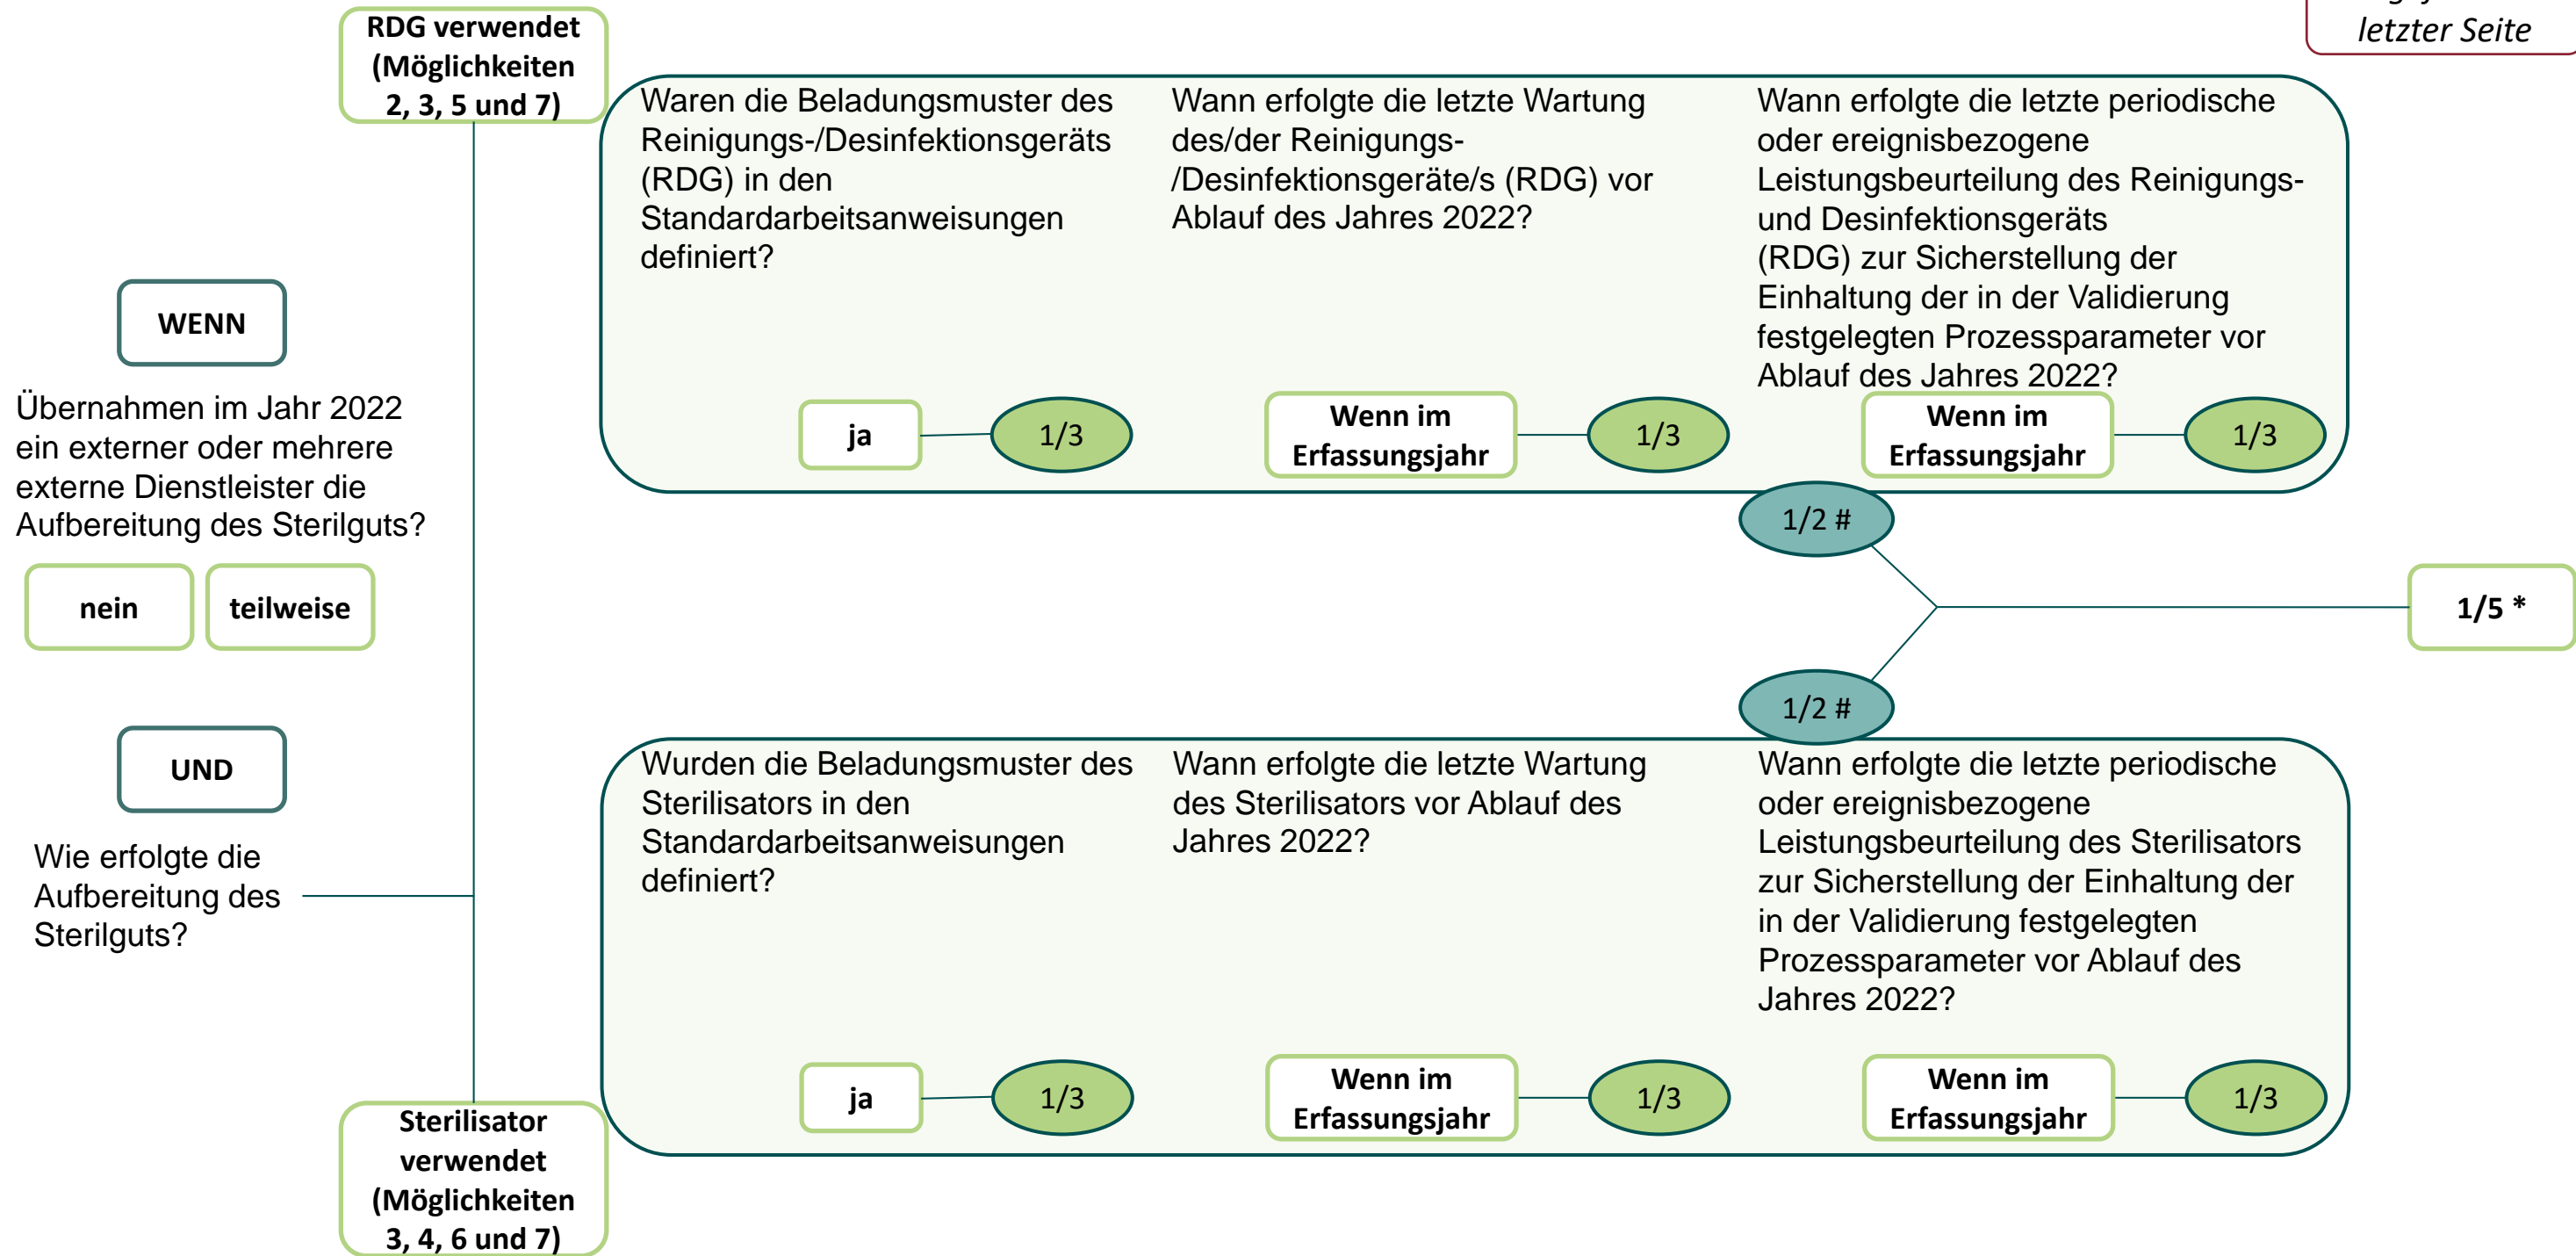 letzter Seite
RDG verwendet
(Möglichkeiten
2, 3, 5 und 7)
Waren die Beladungsmuster des
Reinigungs-/Desinfektionsgeräts
(RDG) in den
Standardarbeitsanweisungen
definiert?
ja
1/3
Wann erfolgte die letzte Wartung
des/der Reinigungs-
/Desinfektionsgeräte/s (RDG) vor
Ablauf des Jahres 2022?
Wenn im
Erfassungsjahr
1/3
Wann erfolgte die letzte periodische
oder ereignisbezogene
Leistungsbeurteilung des Reinigungs-
und Desinfektionsgeräts
(RDG) zur Sicherstellung der
Einhaltung der in der Validierung
festgelegten Prozessparameter vor
Ablauf des Jahres 2022?
Wenn im
Erfassungsjahr
1/3
WENN
Übernahmen im Jahr 2022
ein externer oder mehrere
externe Dienstleister die
Aufbereitung des Sterilguts?
nein
teilweise
1/2 #
1/5 *
1/2 #
UND
Wie erfolgte die
Aufbereitung des
Sterilguts?
Wurden die Beladungsmuster des
Sterilisators in den
Standardarbeitsanweisungen
definiert?
ja
1/3
Wann erfolgte die letzte Wartung
des Sterilisators vor Ablauf des
Jahres 2022?
Wenn im
Erfassungsjahr
1/3
Wann erfolgte die letzte periodische
oder ereignisbezogene
Leistungsbeurteilung des Sterilisators
zur Sicherstellung der Einhaltung der
in der Validierung festgelegten
Prozessparameter vor Ablauf des
Jahres 2022?
Wenn im
Erfassungsjahr
1/3
Sterilisator
verwendet
(Möglichkeiten
3, 4, 6 und 7)